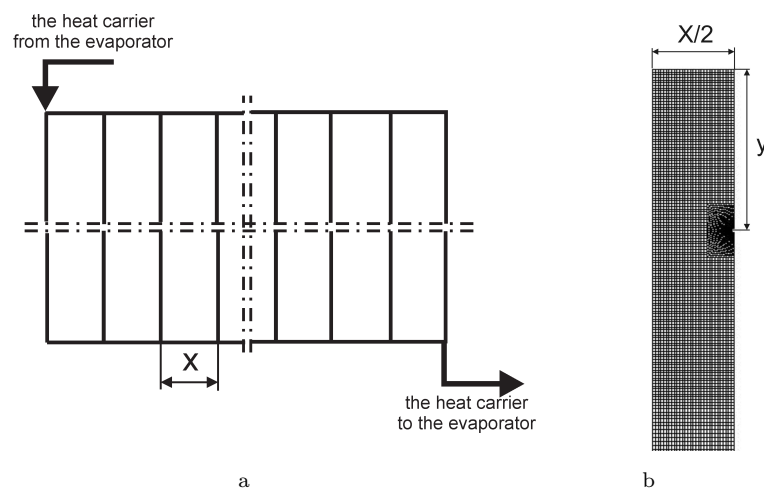 the heat carrier
from the evaporator
X
the heat carrier
to the evaporator
a
X/2
y
b